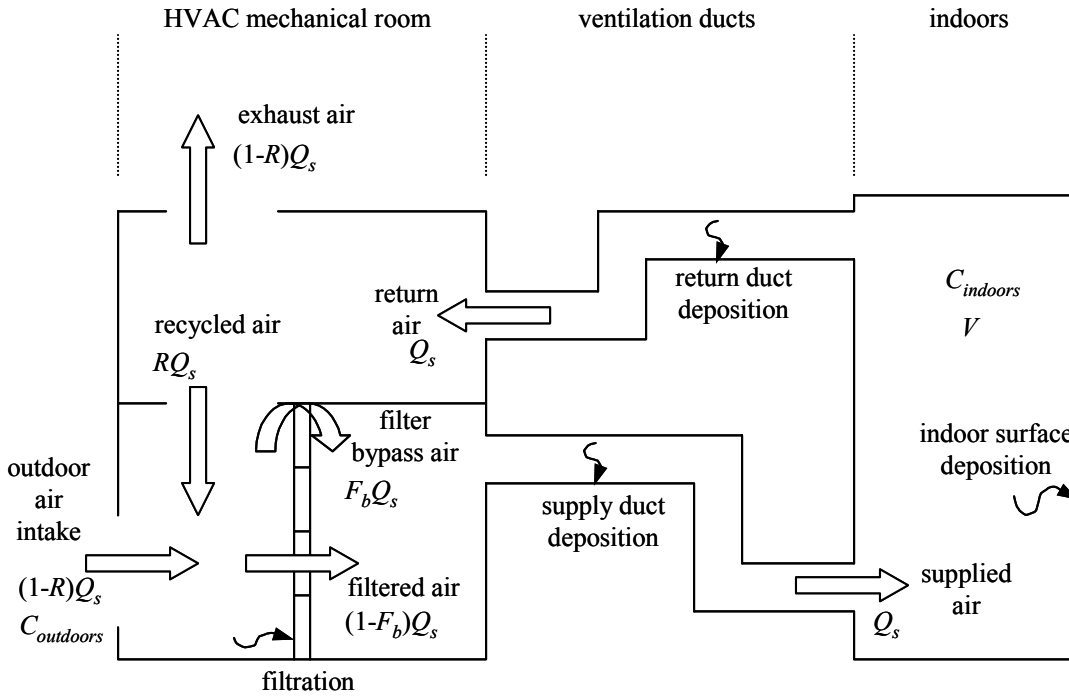 HVAC mechanical room
ventilation ducts
indoors
exhaust air
(1-R)Q_s
return duct
deposition
C_indoors
V
return
air
Q_s
recycled air
RQ_s
filter
bypass air
F_bQ_s
indoor surface
deposition
outdoor
air
intake
(1-R)Q_s
C_outdoors
supply duct
deposition
filtered air
(1-F_b)Q_s
supplied
air
Q_s
filtration